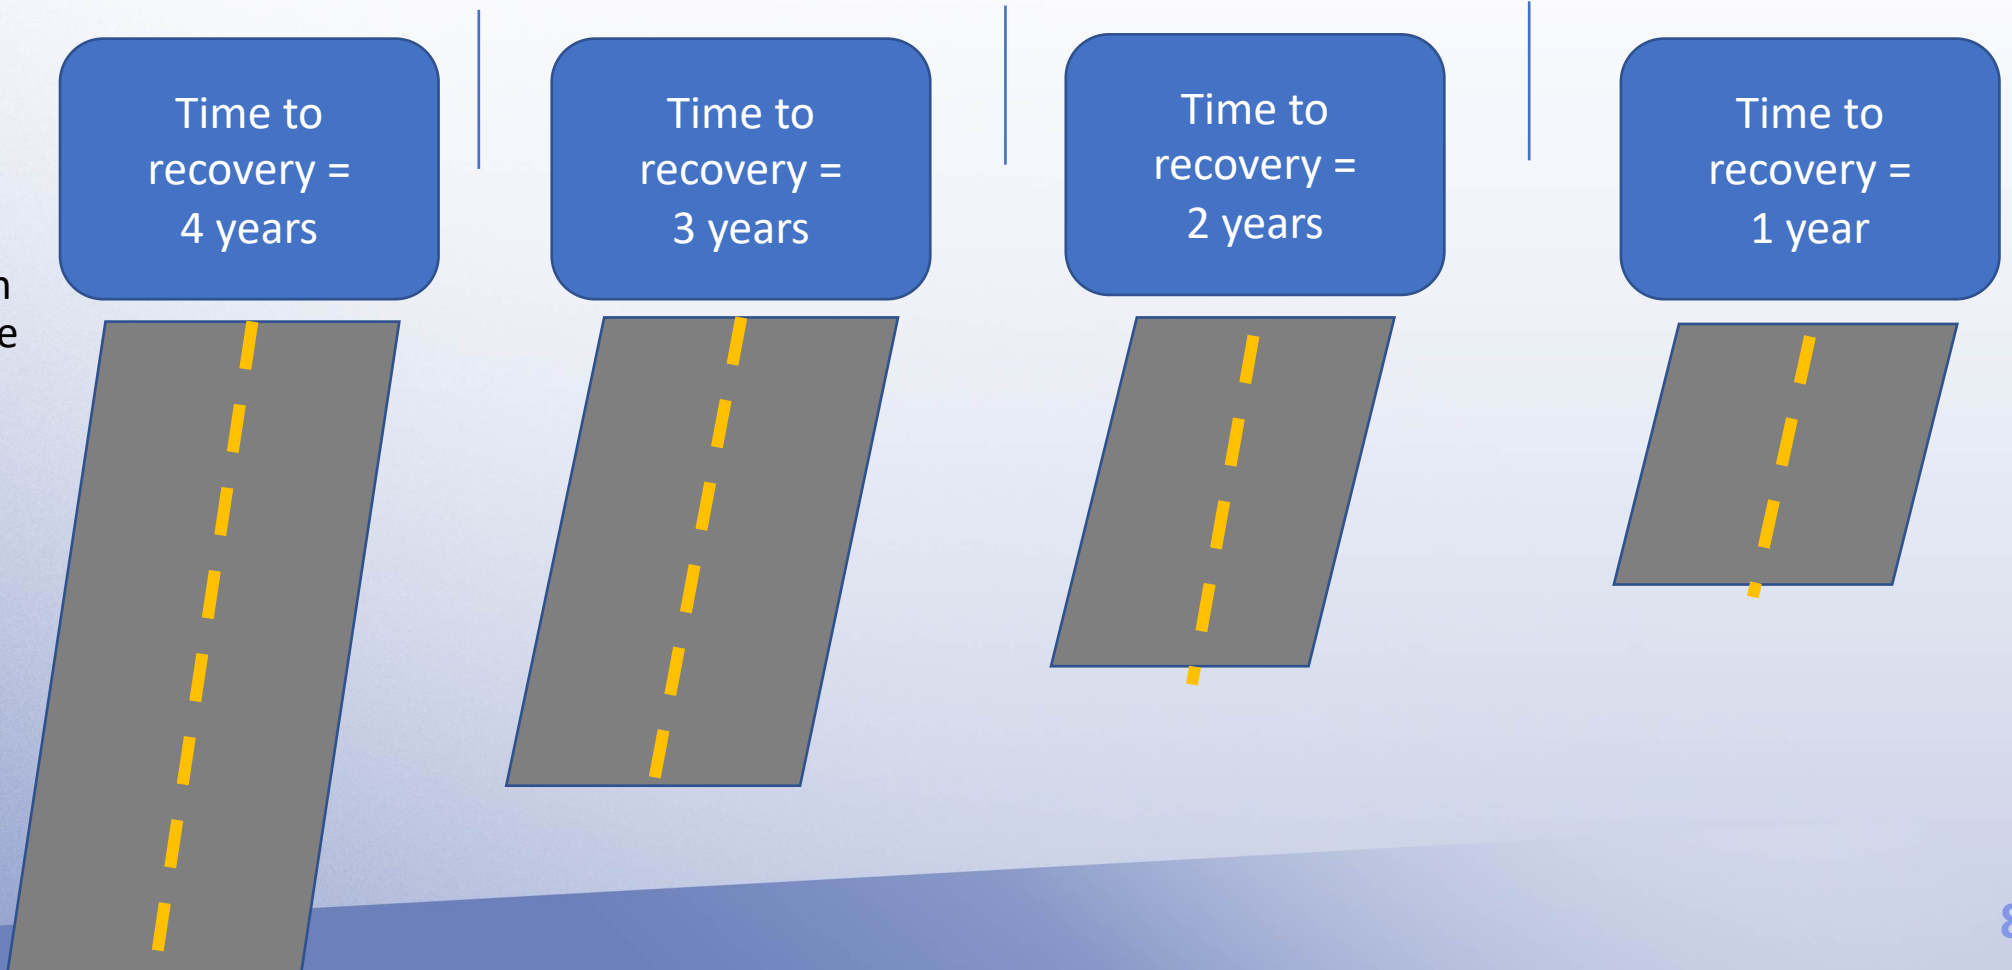 Time to
recovery =
4 years
Time to
recovery =
3 years
Time to
recovery =
2 years
Time to
recovery =
1 year